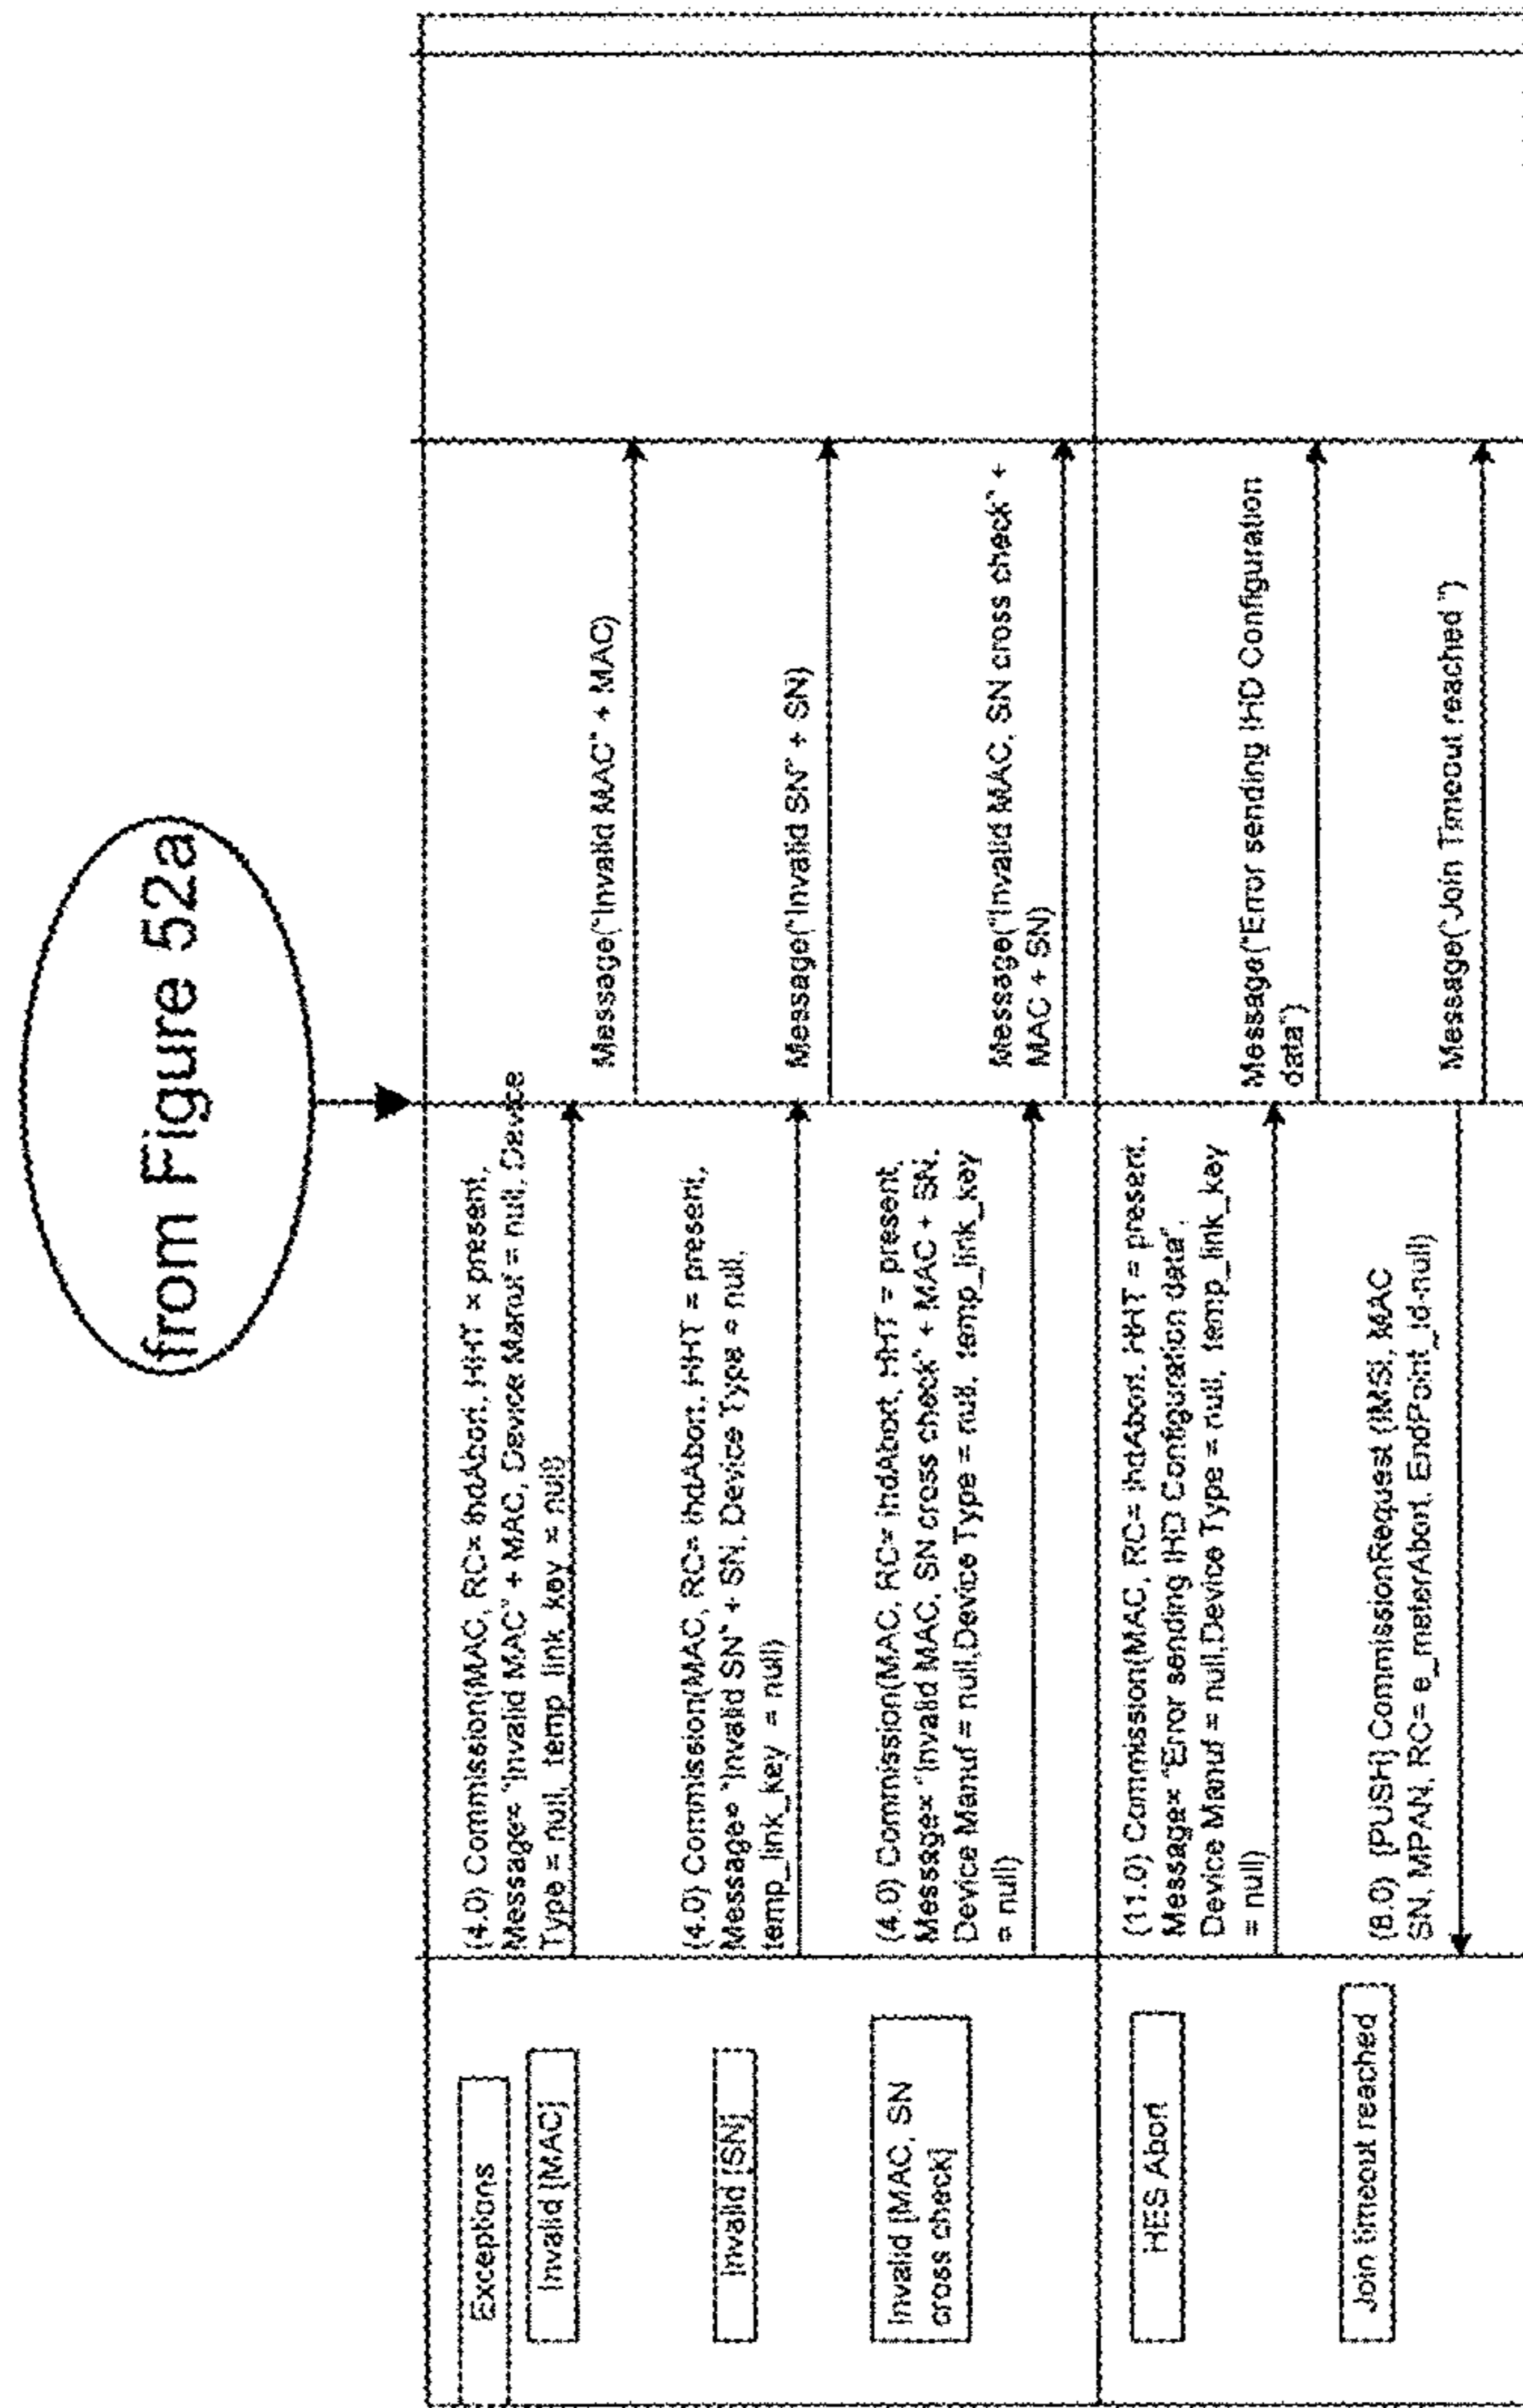 from Figure 52a
Exceptions
Invalid [MAC]
(4.0) Commission(MAC, RC= IhdAbort, HHT = present,
Message= "Invalid MAC" + MAC, Device Manuf = null, Device
Type = null, temp_link_key = null)
Message("Invalid MAC" + MAC)
Invalid [SN]
(4.0) Commission(MAC, RC= IhdAbort, HHT = present,
Message= "Invalid SN" + SN, Device Type = null,
temp_link_key = null)
Message("Invalid SN" + SN)
Invalid [MAC, SN
cross check]
(4.0) Commission(MAC, RC= IhdAbort, HHT = present,
Message= "Invalid MAC, SN cross check" + MAC + SN,
Device Manuf = null,Device Type = null, temp_link_key
= null)
Message("Invalid MAC, SN cross check" +
MAC + SN)
HES Abort
(11.0) Commission(MAC, RC= IhdAbort, HHT = present,
Message= "Error sending IHD Configuration data",
Device Manuf = null,Device Type = null, temp_link_key
= null)
Message("Error sending IHD Configuration
data")
Join timeout reached
(8.0) [PUSH] CommissionRequest (IMSI, MAC
SN, MPAN, RC= e_meterAbort, EndPoint_id-null)
Message("Join Timeout reached ")